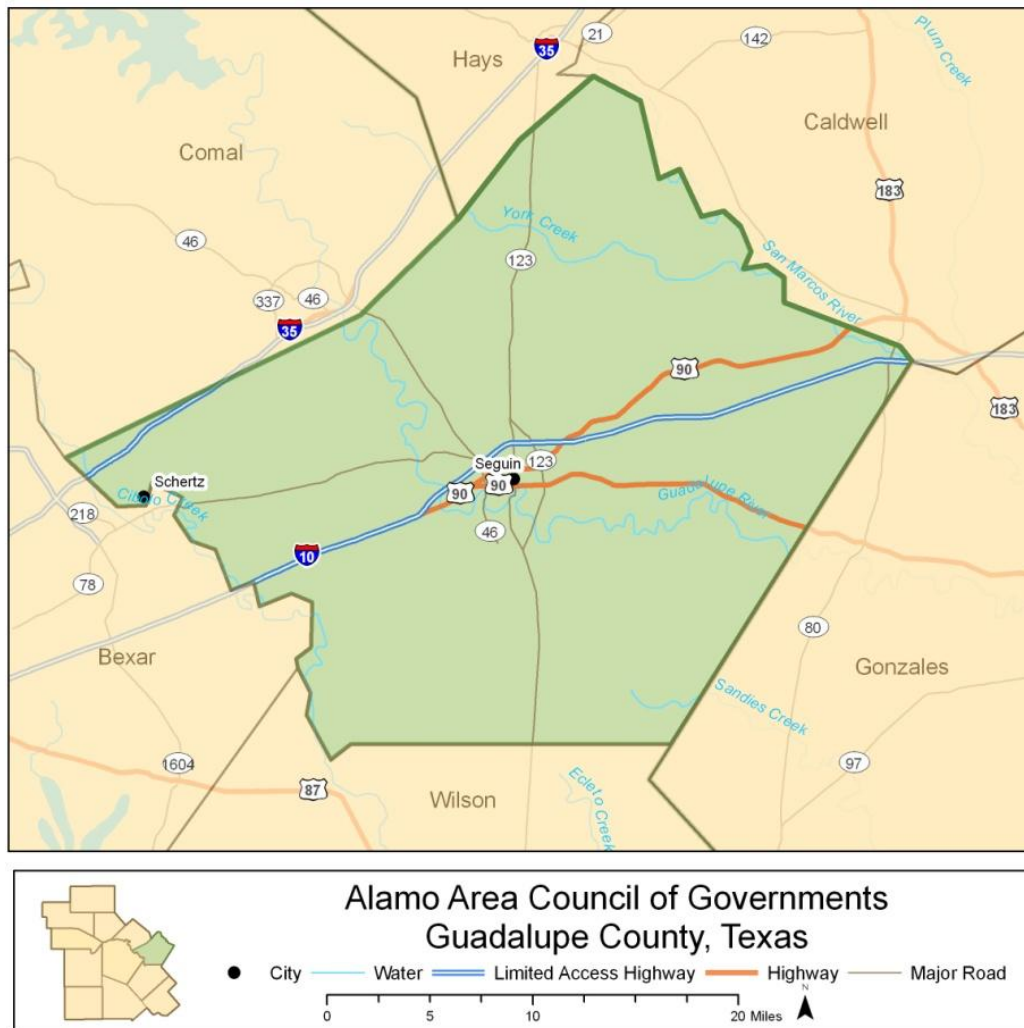 21
142
Hays
35
Plum Creek
Caldwell
Comal
183
York Creek
46
123
San Marcos River
337
46
35
90
183
Seguin
123
Schertz
90
90
Guadalupe River
Cibolo Creek
218
46
10
78
80
Bexar
Gonzales
Sandies Creek
1604
97
87
Wilson
Ecleto Creek
Alamo Area Council of Governments
Guadalupe County, Texas
City Water Limited Access Highway Highway Major Road
N
0 5 10 20 Miles